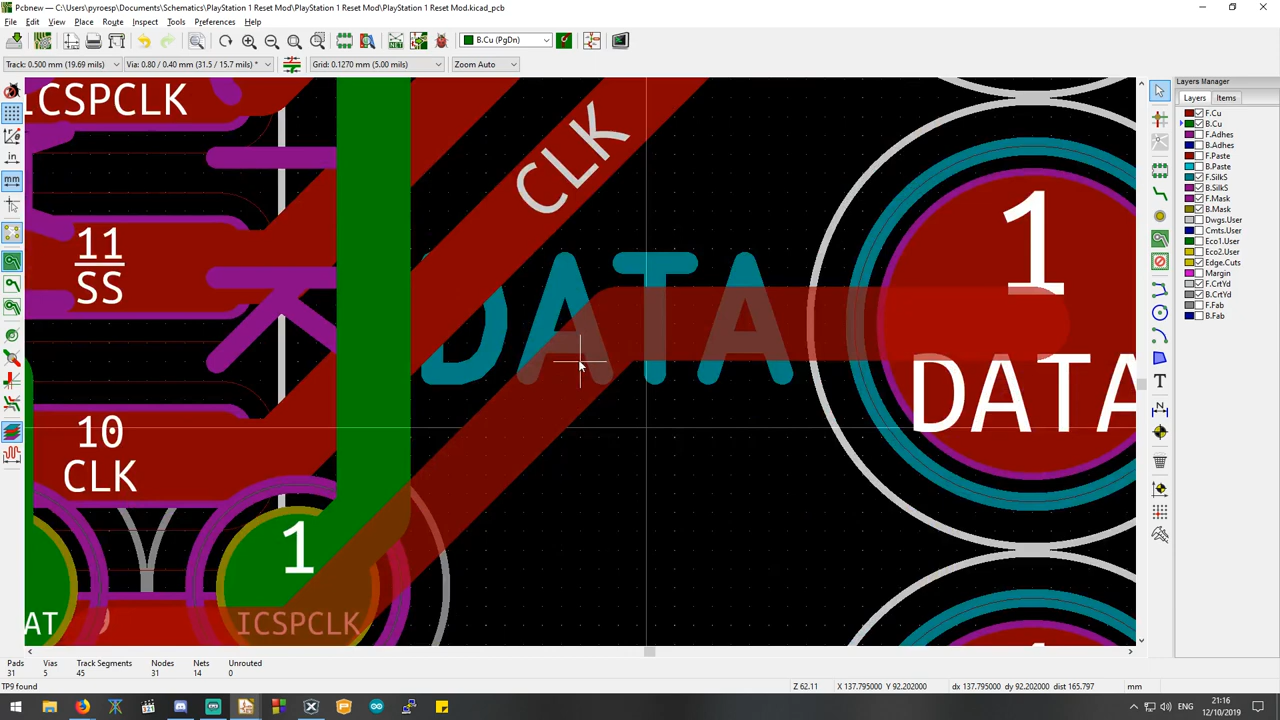 Pcbnew — C:\Users\pyroesp\Documents\Schematics\PlayStation 1 Reset Mod\PlayStation 1 Reset Mod\PlayStation 1 Reset Mod.kicad_pcb
File Edit View Place Route Inspect Tools Preferences Help
B.Cu (PgDn)
Track: 0.500 mm (19.69 mils) Via: 0.80 / 0.40 mm (31.5 / 15.7 mils) * Grid: 0.1270 mm (5.00 mils) Zoom Auto
in
mm
ICSPCLK
CLK
11
SS
10
CLK
DATA
1
DATA
1
ICSPCLK
AT
Layers Manager
Layers Items
F.Cu
B.Cu
F.Adhes
B.Adhes
F.Paste
B.Paste
F.SilkS
B.SilkS
F.Mask
B.Mask
Dwgs.User
Cmts.User
Eco1.User
Eco2.User
Edge.Cuts
Margin
F.CrtYd
B.CrtYd
F.Fab
B.Fab
Pads Vias Track Segments Nodes Nets Unrouted
31 5 45 31 14 0
TP9 found Z 62.11 X 137.795000 Y 92.202000 dx 137.795000 dy 92.202000 dist 165.797 mm
ENG
21:16
12/10/2019